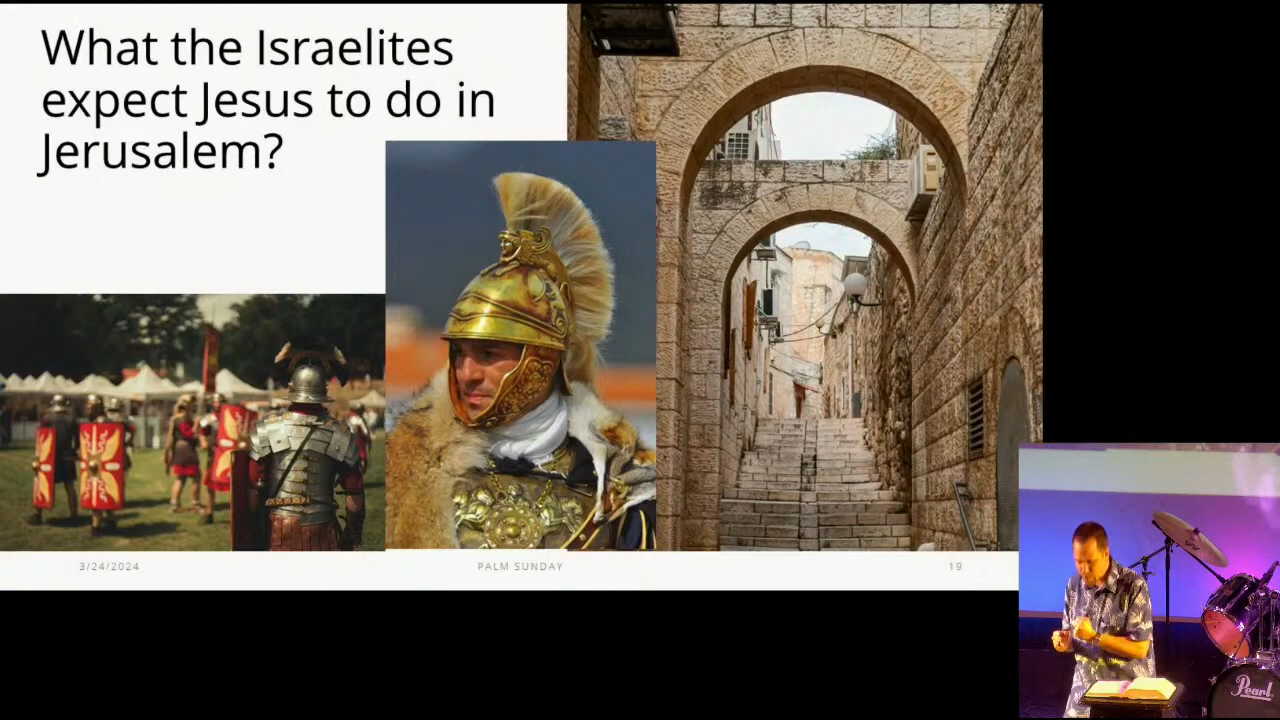 What the Israelites
expect Jesus to do in
Jerusalem?
3/24/2024
PALM SUNDAY
19
Pearl